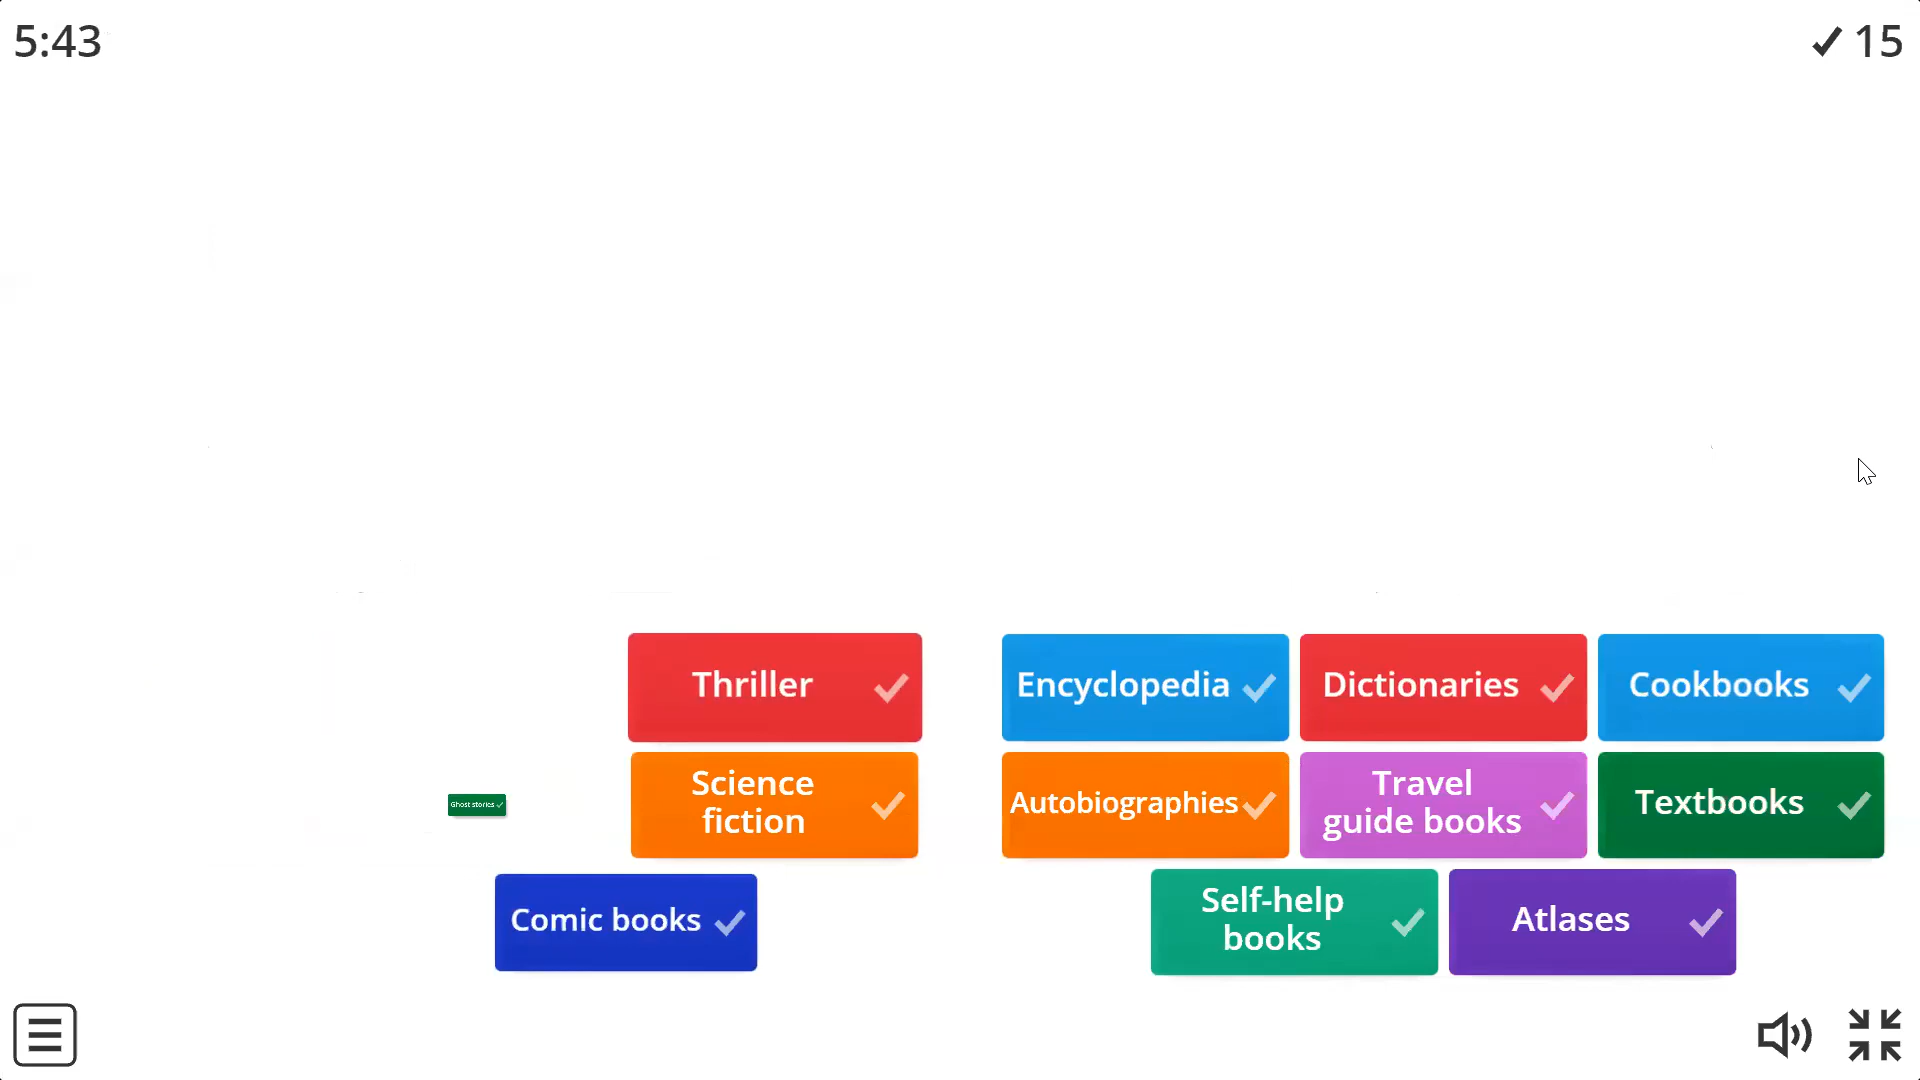 5:43
15
Thriller
Encyclopedia
Dictionaries
Cookbooks
Science
fiction
Ghost stories
Autobiographies
Travel
guide books
Textbooks
Comic books
Self-help
books
Atlases